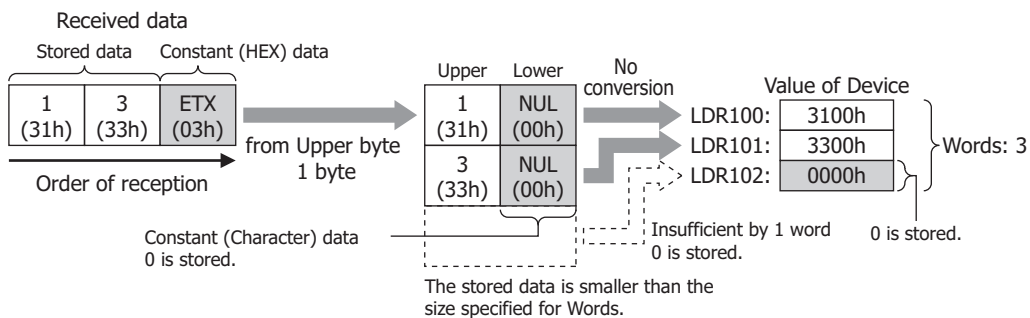 Received data
Stored data
Constant (HEX) data
1
(31h)
3
(33h)
ETX
(03h)
Order of reception
from Upper byte
1 byte
Upper
Lower
1
(31h)
NUL
(00h)
3
(33h)
NUL
(00h)
Constant (Character) data
0 is stored.
The stored data is smaller than the
size specified for Words.
No
conversion
Insufficient by 1 word
0 is stored.
Value of Device
LDR100:
3100h
LDR101:
3300h
LDR102:
0000h
Words: 3
0 is stored.